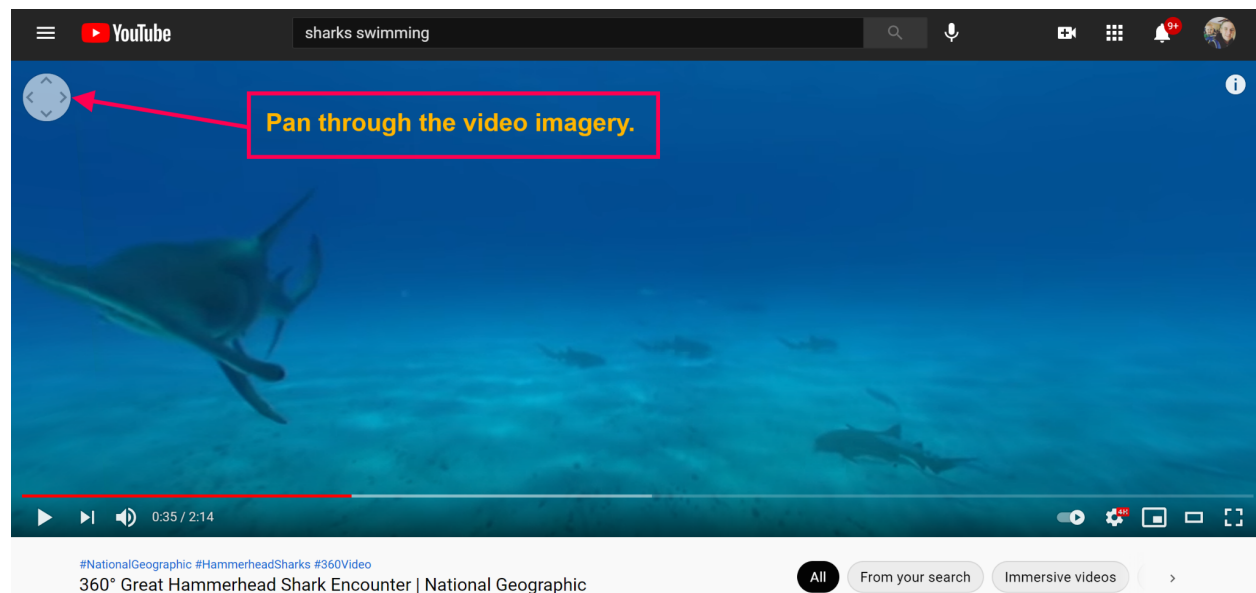 YouTube
sharks swimming
9+
Pan through the video imagery.
0:35 / 2:14
4K
#NationalGeographic #HammerheadSharks #360Video
360° Great Hammerhead Shark Encounter | National Geographic
All
From your search
Immersive videos